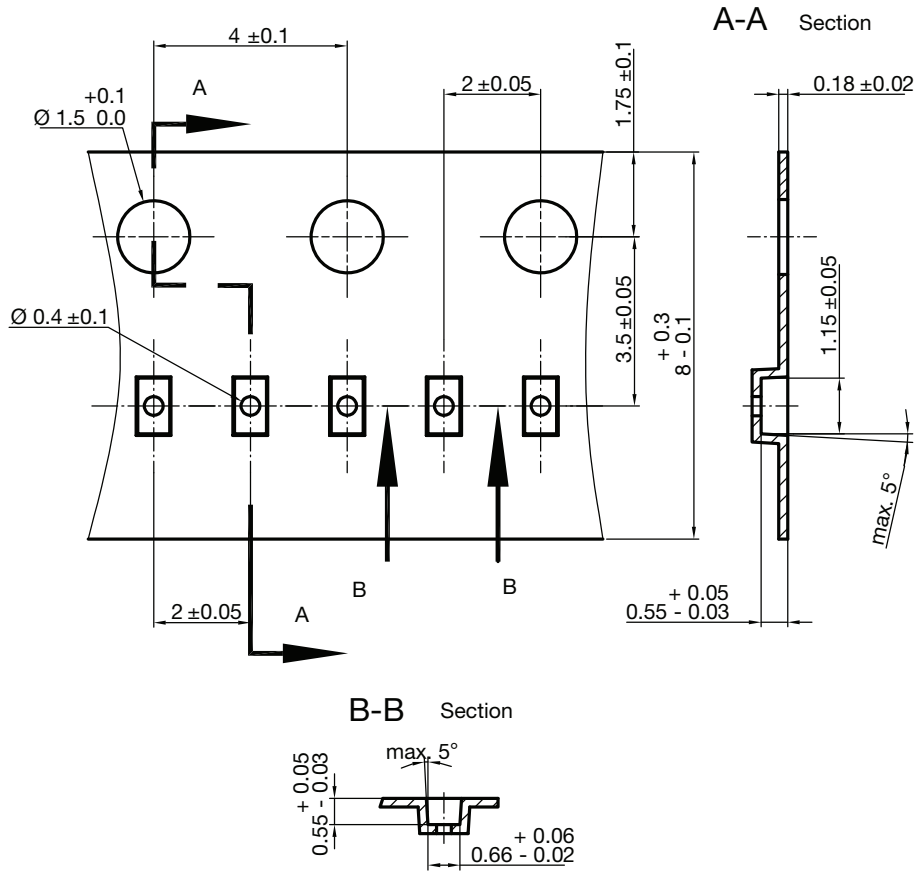 A-A Section
4 ±0.1
+0.1
Ø 1.5 0.0
A
2 ±0.05
1.75 ±0.1
0.18 ±0.02
3.5 ±0.05
+ 0.3
8 - 0.1
1.15 ±0.05
Ø 0.4 ±0.1
max. 5°
B
B
2 ±0.05
A
+ 0.05
0.55 - 0.03
B-B Section
max. 5°
+ 0.05
0.55 - 0.03
+ 0.06
0.66 - 0.02